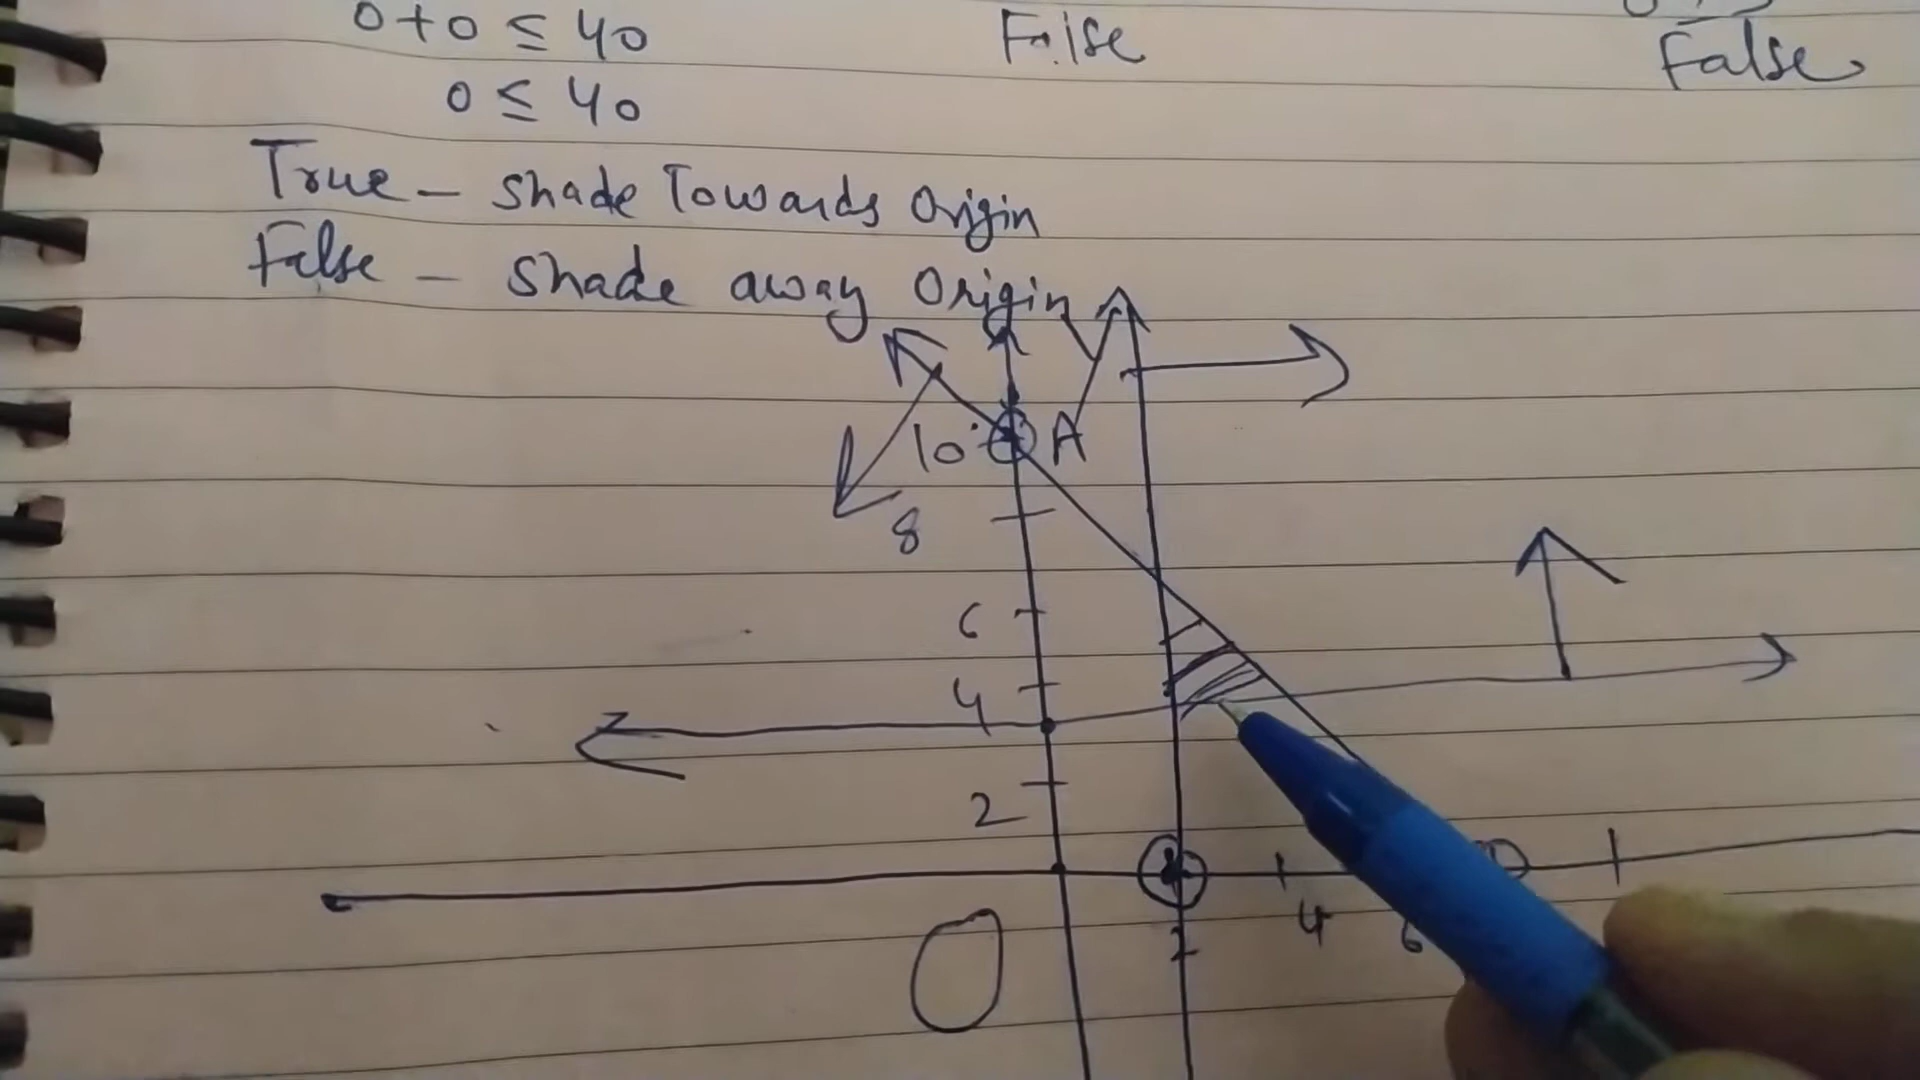 0+0 ≤ 40
False
False
0 ≤ 40
True - Shade Towards Origin
False - Shade away Origin
10 A
8
6
4
2
2 4 6
O